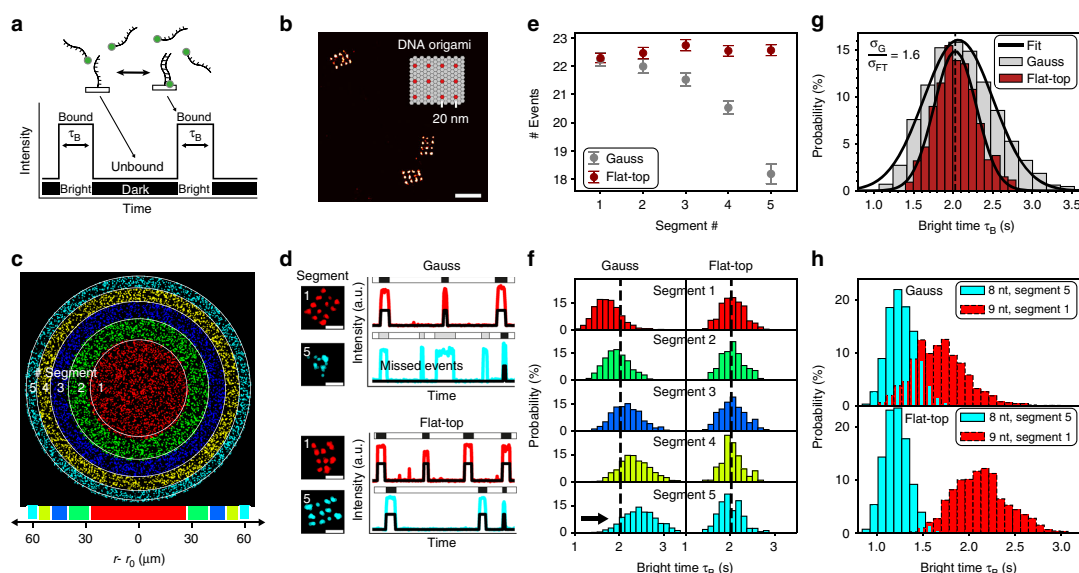 a
Bound
Bound
τB
τB
Unbound
Intensity
Bright
Dark
Bright
Time
b
DNA origami
20 nm
c
# Segment
5
4
3
2
1
60
30
0
30
60
r- r0 (μm)
d
Segment
Gauss
1
5
Intensity (a.u.)
Missed events
Time
Flat-top
1
5
Intensity (a.u.)
Time
e
23
22
21
20
19
18
# Events
Gauss
Flat-top
1 2 3 4 5
Segment #
f
Gauss
Flat-top
Segment 1
15
Segment 2
15
Segment 3
15
Segment 4
15
Segment 5
15
0
Probability (%)
1 2 3 1 2 3
Bright time τB (s)
g
σG
σFT
= 1.6
Fit
Gauss
Flat-top
15
10
5
0
Probability (%)
1.0 1.5 2.0 2.5 3.0 3.5
Bright time τB (s)
h
Gauss
8 nt, segment 5
9 nt, segment 1
20
10
0
Flat-top
8 nt, segment 5
9 nt, segment 1
20
10
0
Probability (%)
1.0 1.5 2.0 2.5 3.0
Bright time τB (s)